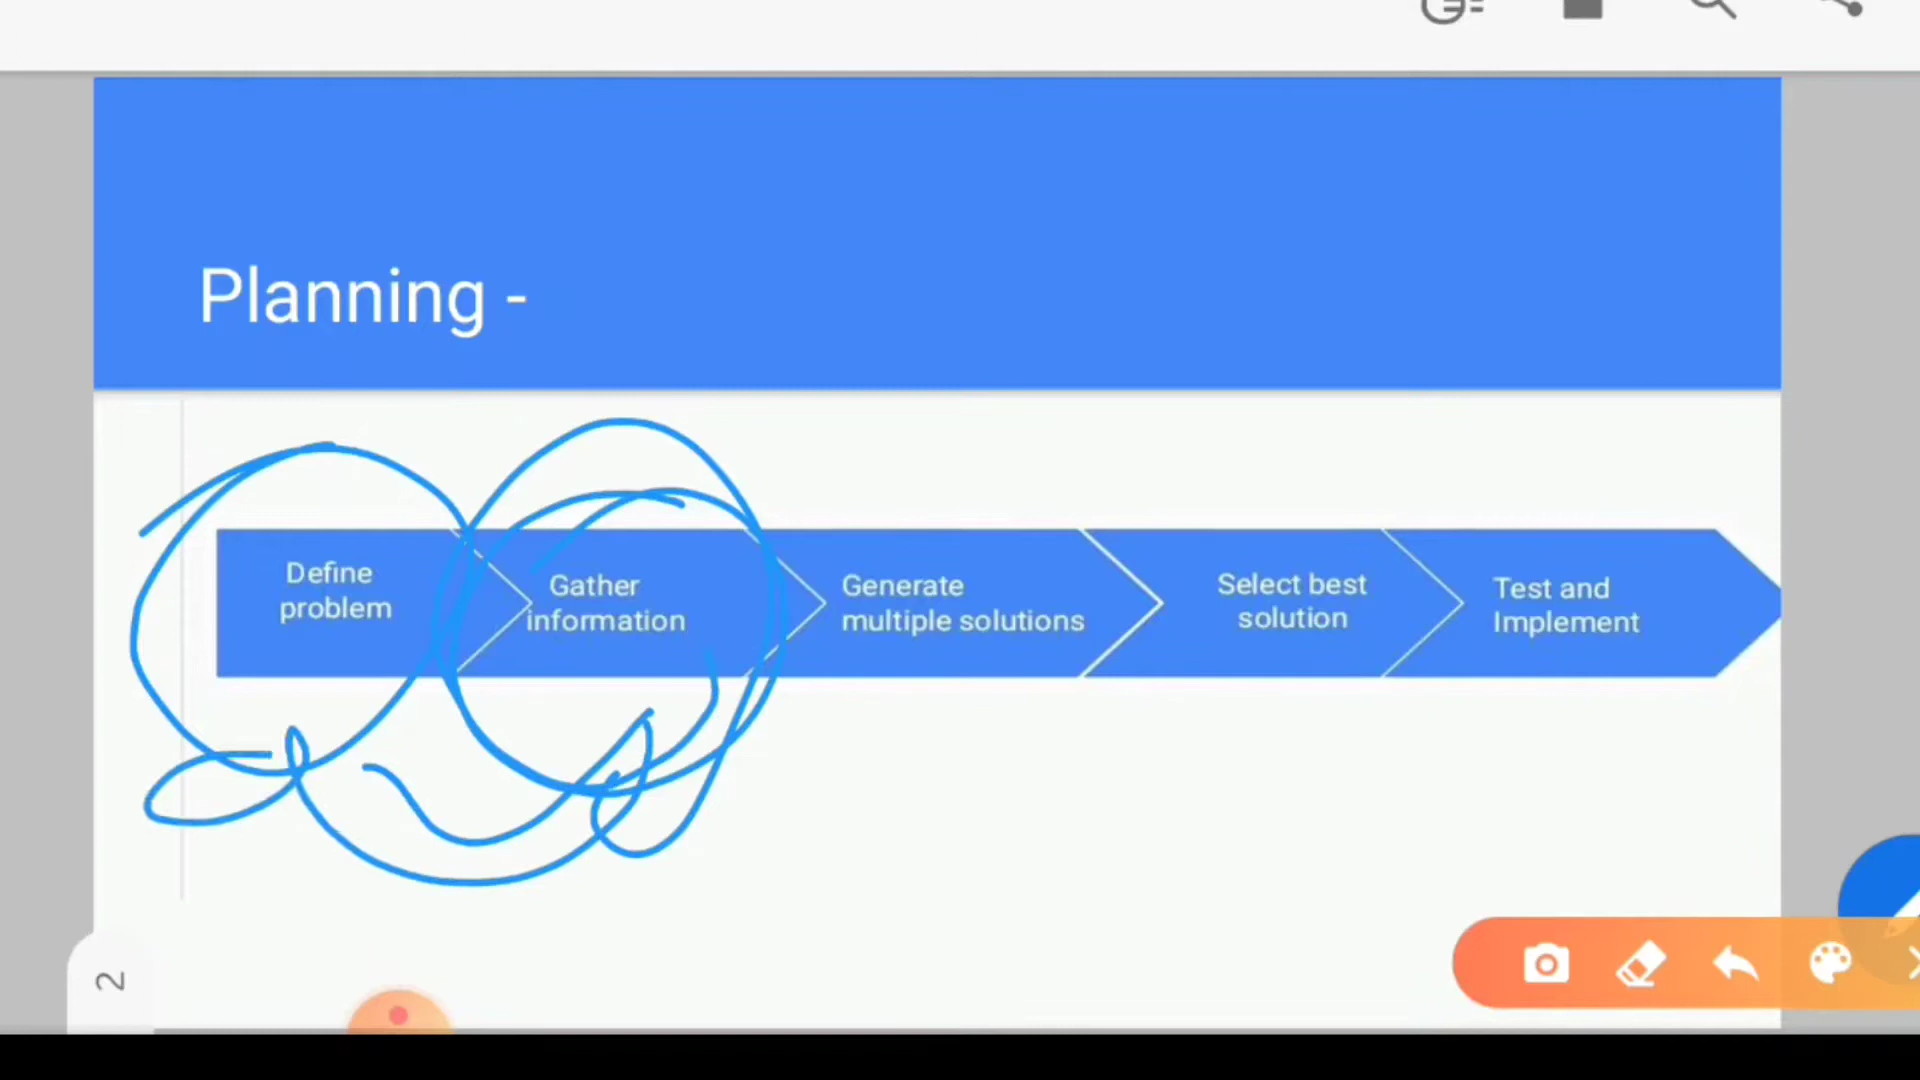 Planning -
Define
problem
Gather
information
Generate
multiple solutions
Select best
solution
Test and
Implement
2